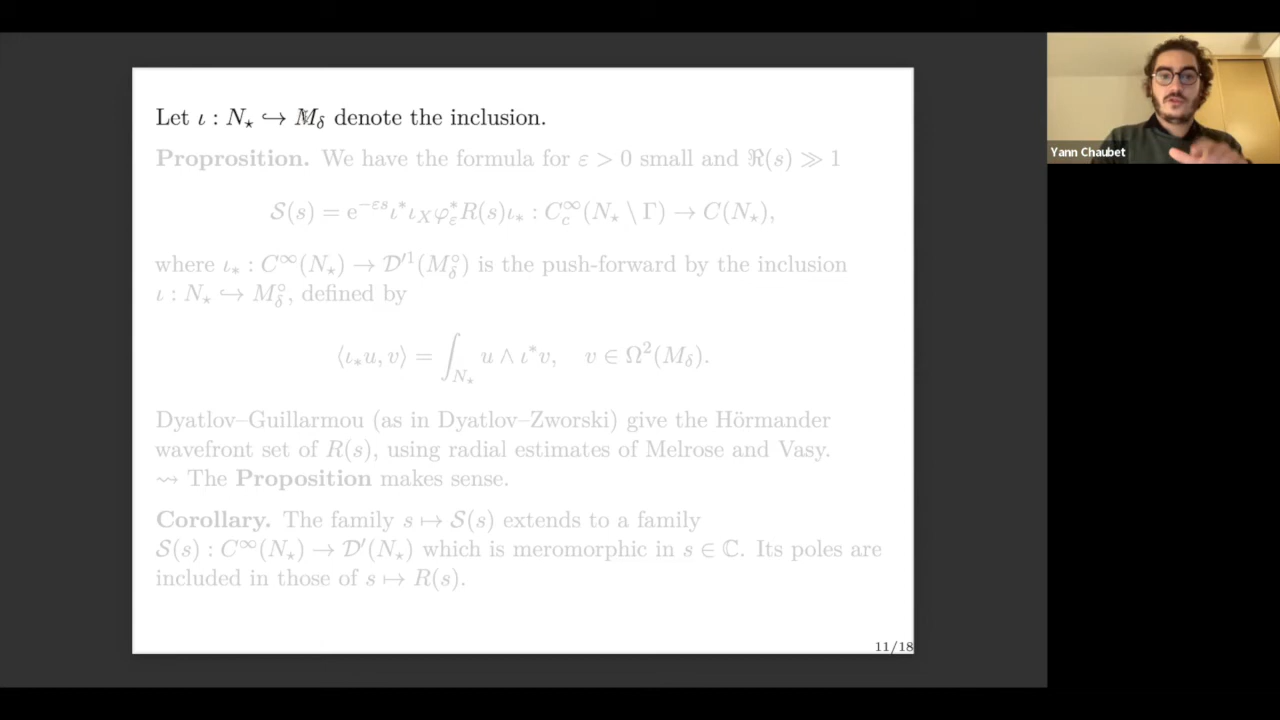 Let ι : N⋆ ↪ Mδ denote the inclusion.
Proprosition. We have the formula for ε > 0 small and ℜ(s) ≫ 1
𝒮(s) = e^{−εs} ι^* ι_X φ_ε^* R(s) ι_* : C_c^∞(N⋆ \ Γ) → C(N⋆),
where ι_* : C^∞(N⋆) → 𝒟′^1(M_δ^∘) is the push-forward by the inclusion
ι : N⋆ ↪ M_δ^∘, defined by
⟨ι_*u, v⟩ = ∫_{N⋆} u ∧ ι^*v, v ∈ Ω²(Mδ).
Dyatlov–Guillarmou (as in Dyatlov–Zworski) give the Hörmander
wavefront set of R(s), using radial estimates of Melrose and Vasy.
⇝ The Proposition makes sense.
Corollary. The family s ↦ 𝒮(s) extends to a family
𝒮(s) : C^∞(N⋆) → 𝒟′(N⋆) which is meromorphic in s ∈ ℂ. Its poles are
included in those of s ↦ R(s).
11/18
Yann Chaubet